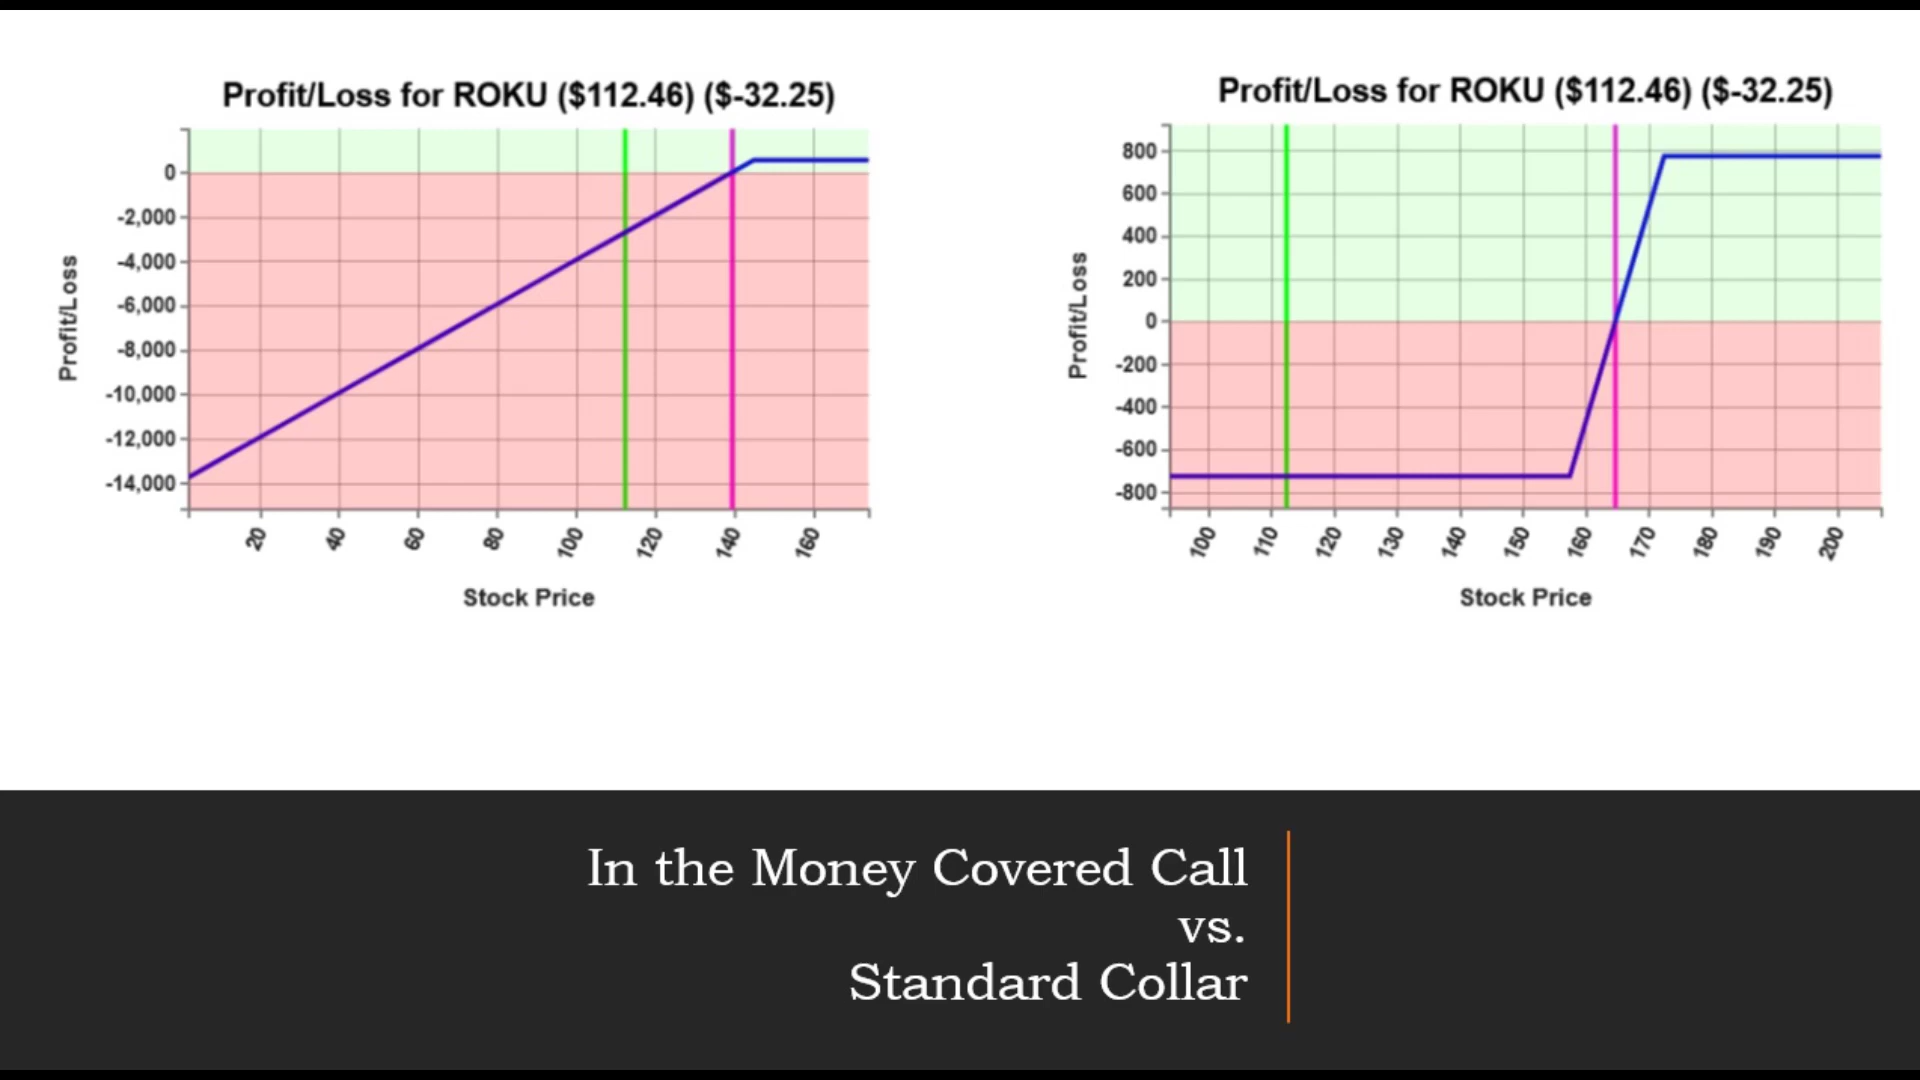 Profit/Loss for ROKU ($112.46) ($-32.25)
0
-2,000
-4,000
-6,000
-8,000
-10,000
-12,000
-14,000
Profit/Loss
20 40 60 80 100 120 140 160
Stock Price
Profit/Loss for ROKU ($112.46) ($-32.25)
800
600
400
200
0
-200
-400
-600
-800
Profit/Loss
100 110 120 130 140 150 160 170 180 190 200
Stock Price
In the Money Covered Call
vs.
Standard Collar